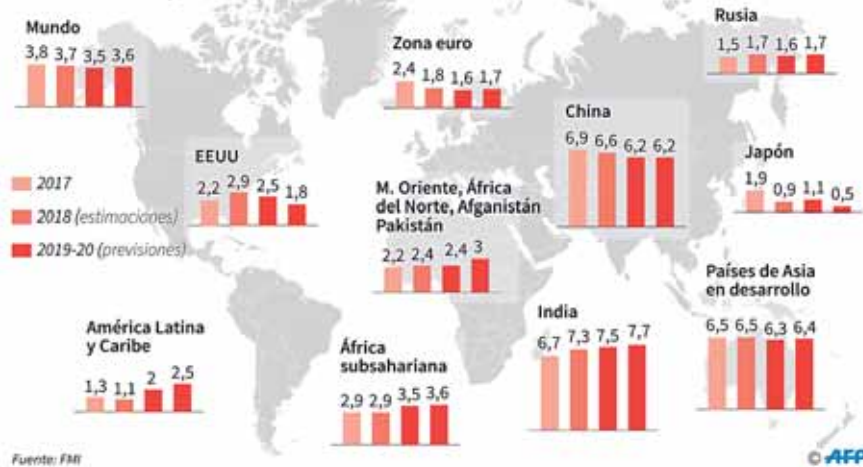 Mundo
3,8 3,7 3,5 3,6
Zona euro
2,4 1,8 1,6 1,7
Rusia
1,5 1,7 1,6 1,7
China
6,9 6,6 6,2 6,2
EEUU
2,2 2,9 2,5 1,8
Japón
1,9 0,9 1,1 0,5
2017
2018 (estimaciones)
2019-20 (previsiones)
M. Oriente, África
del Norte, Afganistán
Pakistán
2,2 2,4 2,4 3
Países de Asia
en desarrollo
6,5 6,5 6,3 6,4
América Latina
y Caribe
1,3 1,1 2 2,5
África
subsahariana
2,9 2,9 3,5 3,6
India
6,7 7,3 7,5 7,7
Fuente: FMI
© AFP